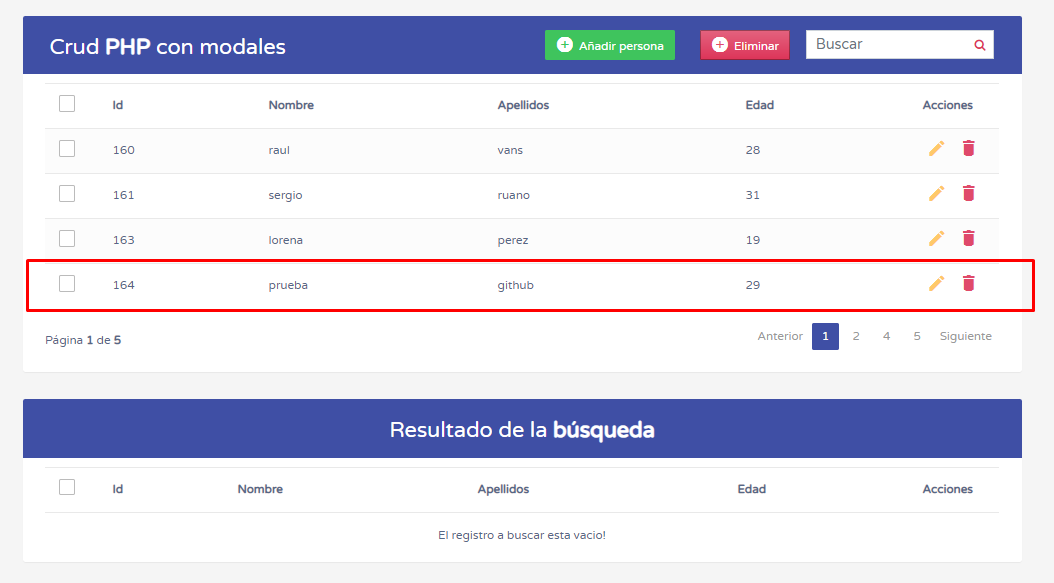 Crud PHP con modales Añadir persona Eliminar Buscar
Id Nombre Apellidos Edad Acciones
160 raul vans 28
161 sergio ruano 31
163 lorena perez 19
164 prueba github 29
Página 1 de 5 Anterior 1 2 4 5 Siguiente
Resultado de la búsqueda
Id Nombre Apellidos Edad Acciones
El registro a buscar esta vacio!